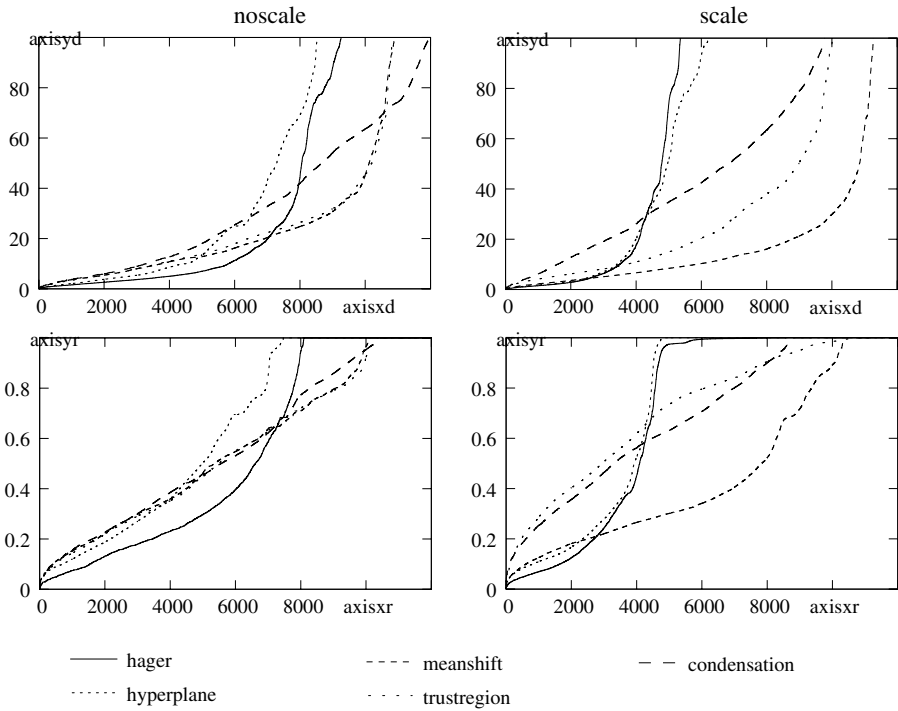 noscale
scale
axisyd
80
60
40
20
0
0 2000 4000 6000 8000 axisxd
axisyd
80
60
40
20
0
0 2000 4000 6000 8000 axisxd
axisyr
0.8
0.6
0.4
0.2
0
0 2000 4000 6000 8000 axisxr
axisyr
0.8
0.6
0.4
0.2
0
0 2000 4000 6000 8000 axisxr
hager
meanshift
condensation
hyperplane
trustregion